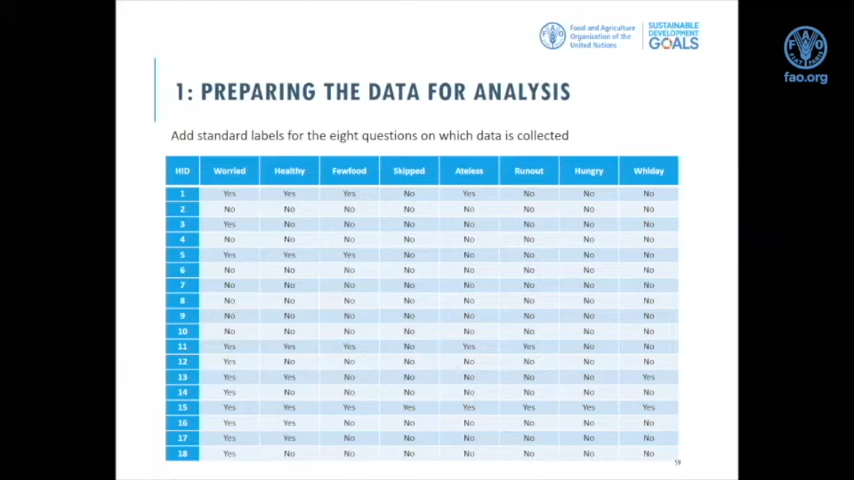 Food and Agriculture
Organization of the
United Nations
SUSTAINABLE
DEVELOPMENT
GOALS
fao.org
1: PREPARING THE DATA FOR ANALYSIS
Add standard labels for the eight questions on which data is collected
HID Worried Healthy Fewfood Skipped Ateless Runout Hungry Whlday
1 Yes Yes Yes No Yes No No No
2 No No No No No No No No
3 Yes No No No No No No No
4 No No No No No No No No
5 Yes Yes Yes No No No No No
6 No No No No No No No No
7 No No No No No No No No
8 No No No No No No No No
9 No No No No No No No No
10 No No No No No No No No
11 Yes Yes Yes No Yes Yes No No
12 Yes No No No No No No No
13 Yes Yes No No No No No Yes
14 Yes No No No No No No No
15 Yes Yes Yes Yes Yes Yes Yes Yes
16 Yes Yes No No No No No No
17 Yes Yes No No No No No No
18 Yes No No No No No No No
59